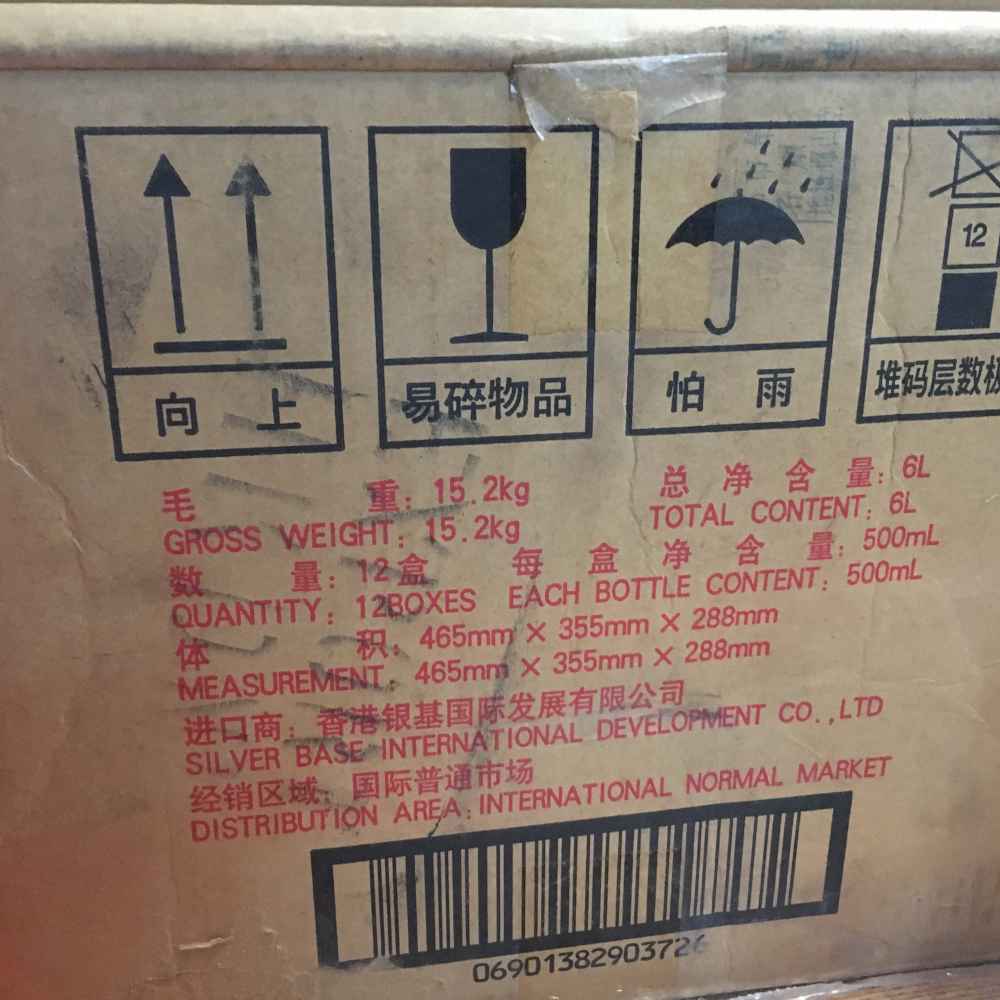 12
向 上
易碎物品
怕 雨
堆码层数极
毛 重: 15.2kg 总 净 含 量: 6L
GROSS WEIGHT: 15.2kg TOTAL CONTENT: 6L
数 量: 12盒 每 盒 净 含 量: 500mL
QUANTITY: 12BOXES EACH BOTTLE CONTENT: 500mL
体 积: 465mm × 355mm × 288mm
MEASUREMENT: 465mm × 355mm × 288mm
进口商: 香港银基国际发展有限公司
SILVER BASE INTERNATIONAL DEVELOPMENT CO.,LTD
经销区域: 国际普通市场
DISTRIBUTION AREA: INTERNATIONAL NORMAL MARKET
06901382903726